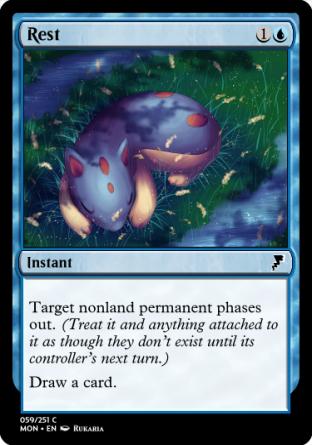 Rest 1
Instant
Target nonland permanent phases
out. (Treat it and anything attached to
it as though they don't exist until its
controller's next turn.)
Draw a card.
059/251 C
MON • EN Rukaria